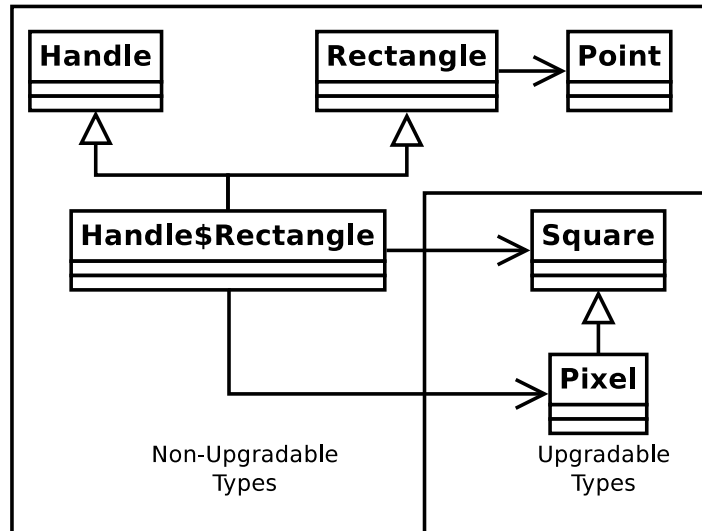 Handle
Rectangle
Point
Handle$Rectangle
Square
Pixel
Non-Upgradable
Types
Upgradable
Types